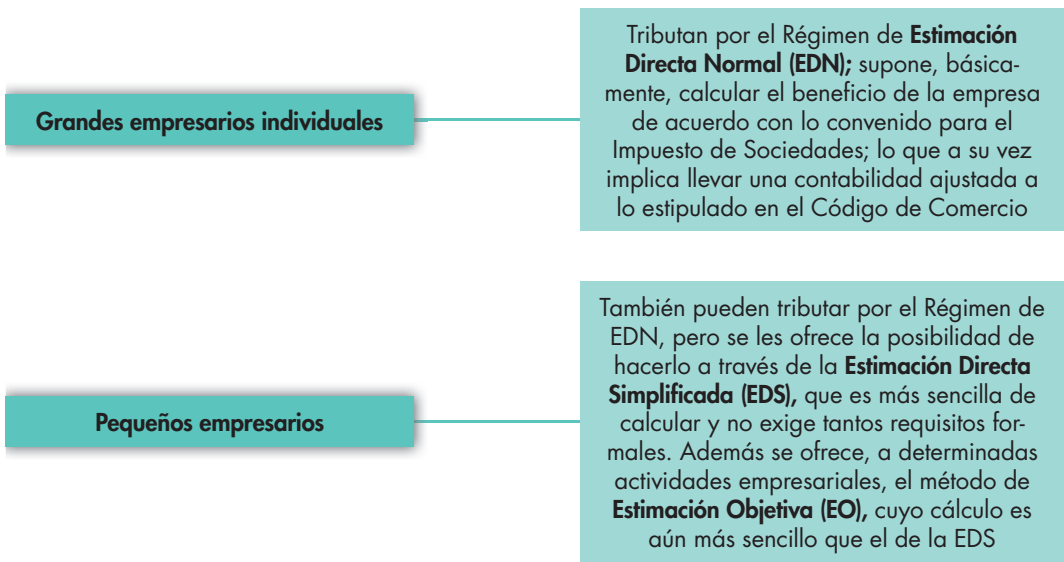 Grandes empresarios individuales
Tributan por el Régimen de Estimación
Directa Normal (EDN); supone, básica-
mente, calcular el beneficio de la empresa
de acuerdo con lo convenido para el
Impuesto de Sociedades; lo que a su vez
implica llevar una contabilidad ajustada a
lo estipulado en el Código de Comercio
Pequeños empresarios
También pueden tributar por el Régimen de
EDN, pero se les ofrece la posibilidad de
hacerlo a través de la Estimación Directa
Simplificada (EDS), que es más sencilla de
calcular y no exige tantos requisitos for-
males. Además se ofrece, a determinadas
actividades empresariales, el método de
Estimación Objetiva (EO), cuyo cálculo es
aún más sencillo que el de la EDS